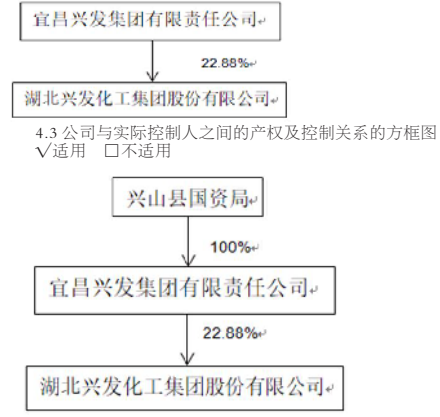 宜昌兴发集团有限责任公司
22.88%
湖北兴发化工集团股份有限公司
4.3 公司与实际控制人之间的产权及控制关系的方框图
√适用 □不适用
兴山县国资局
100%
宜昌兴发集团有限责任公司
22.88%
湖北兴发化工集团股份有限公司